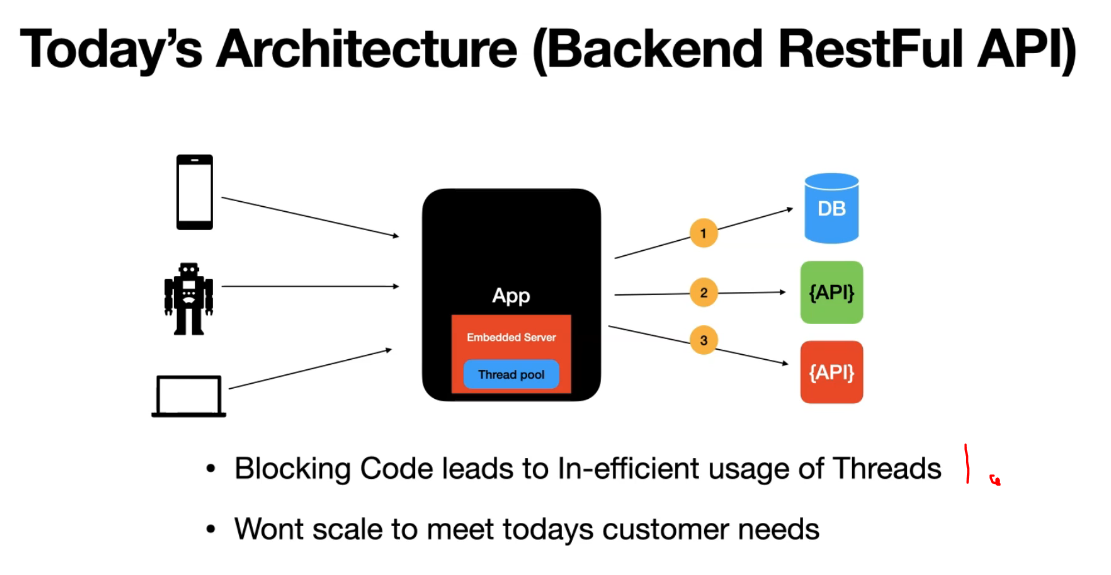 Today's Architecture (Backend RestFul API)
DB
1
App
2
{API}
Embedded Server
3
Thread pool
{API}
• Blocking Code leads to In-efficient usage of Threads
• Wont scale to meet todays customer needs